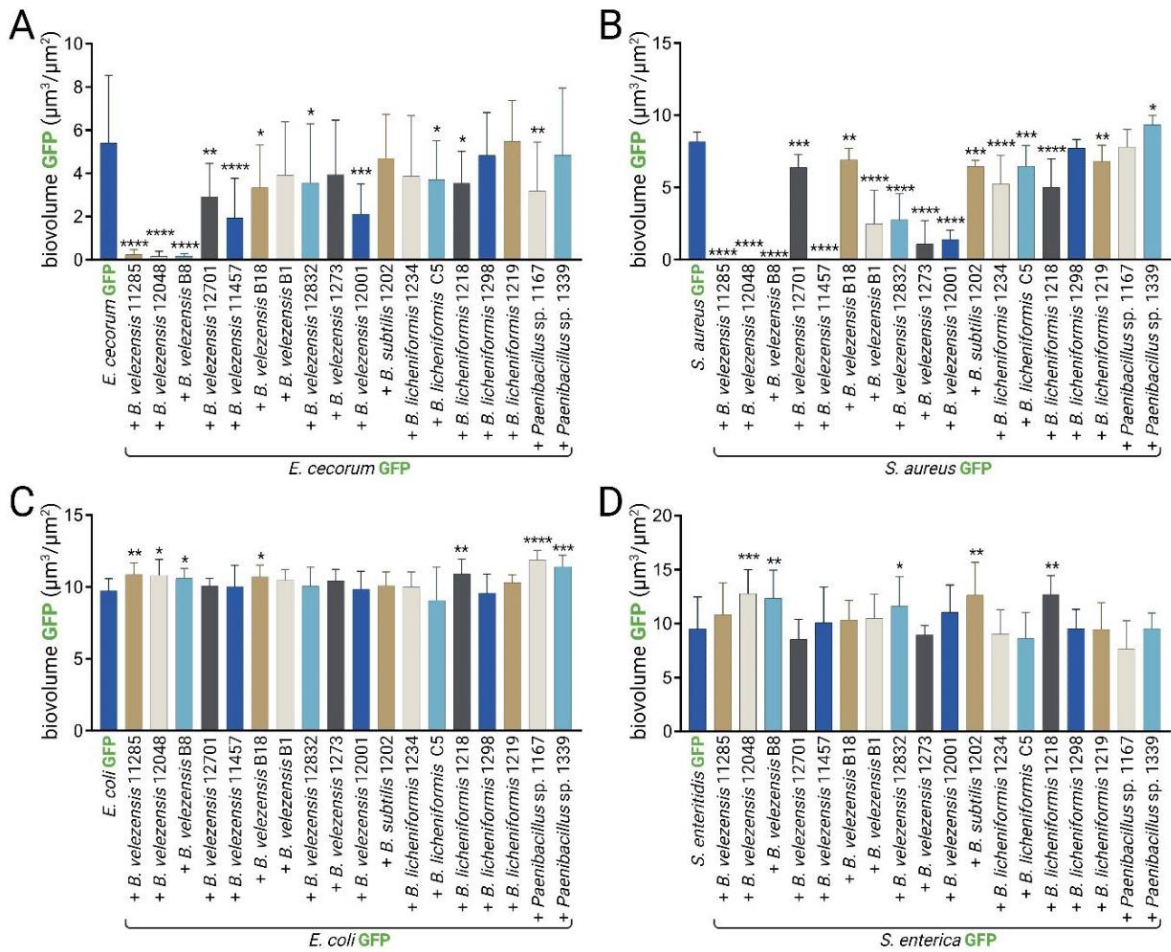 A
biovolume GFP (µm³/µm²)
10
8
6
4
2
0
****
****
****
**
****
*
*
***
*
*
**
E. cecorum GFP
+ B. velezensis 11285
+ B. velezensis 12048
+ B. velezensis B8
+ B. velezensis 12701
+ B. velezensis 11457
+ B. velezensis B18
+ B. velezensis B1
+ B. velezensis 12832
+ B. velezensis 1273
+ B. velezensis 12001
+ B. subtilis 1202
+ B. licheniformis 1234
+ B. licheniformis C5
+ B. licheniformis 1218
+ B. licheniformis 1298
+ B. licheniformis 1219
+ Paenibacillus sp. 1167
+ Paenibacillus sp. 1339
E. cecorum GFP
B
biovolume GFP (µm³/µm²)
15
10
5
0
****
****
****
***
****
**
****
****
****
****
***
****
***
****
**
*
S. aureus GFP
+ B. velezensis 11285
+ B. velezensis 12048
+ B. velezensis B8
+ B. velezensis 12701
+ B. velezensis 11457
+ B. velezensis B18
+ B. velezensis B1
+ B. velezensis 12832
+ B. velezensis 1273
+ B. velezensis 12001
+ B. subtilis 1202
+ B. licheniformis 1234
+ B. licheniformis C5
+ B. licheniformis 1218
+ B. licheniformis 1298
+ B. licheniformis 1219
+ Paenibacillus sp. 1167
+ Paenibacillus sp. 1339
S. aureus GFP
C
biovolume GFP (µm³/µm²)
15
10
5
0
**
*
*
*
**
****
***
E. coli GFP
+ B. velezensis 11285
+ B. velezensis 12048
+ B. velezensis B8
+ B. velezensis 12701
+ B. velezensis 11457
+ B. velezensis B18
+ B. velezensis B1
+ B. velezensis 12832
+ B. velezensis 1273
+ B. velezensis 12001
+ B. subtilis 1202
+ B. licheniformis 1234
+ B. licheniformis C5
+ B. licheniformis 1218
+ B. licheniformis 1298
+ B. licheniformis 1219
+ Paenibacillus sp. 1167
+ Paenibacillus sp. 1339
E. coli GFP
D
biovolume GFP (µm³/µm²)
20
15
10
5
0
***
**
*
**
**
S. enteritidis GFP
+ B. velezensis 11285
+ B. velezensis 12048
+ B. velezensis B8
+ B. velezensis 12701
+ B. velezensis 11457
+ B. velezensis B18
+ B. velezensis B1
+ B. velezensis 12832
+ B. velezensis 1273
+ B. velezensis 12001
+ B. subtilis 1202
+ B. licheniformis 1234
+ B. licheniformis C5
+ B. licheniformis 1218
+ B. licheniformis 1298
+ B. licheniformis 1219
+ Paenibacillus sp. 1167
+ Paenibacillus sp. 1339
S. enterica GFP